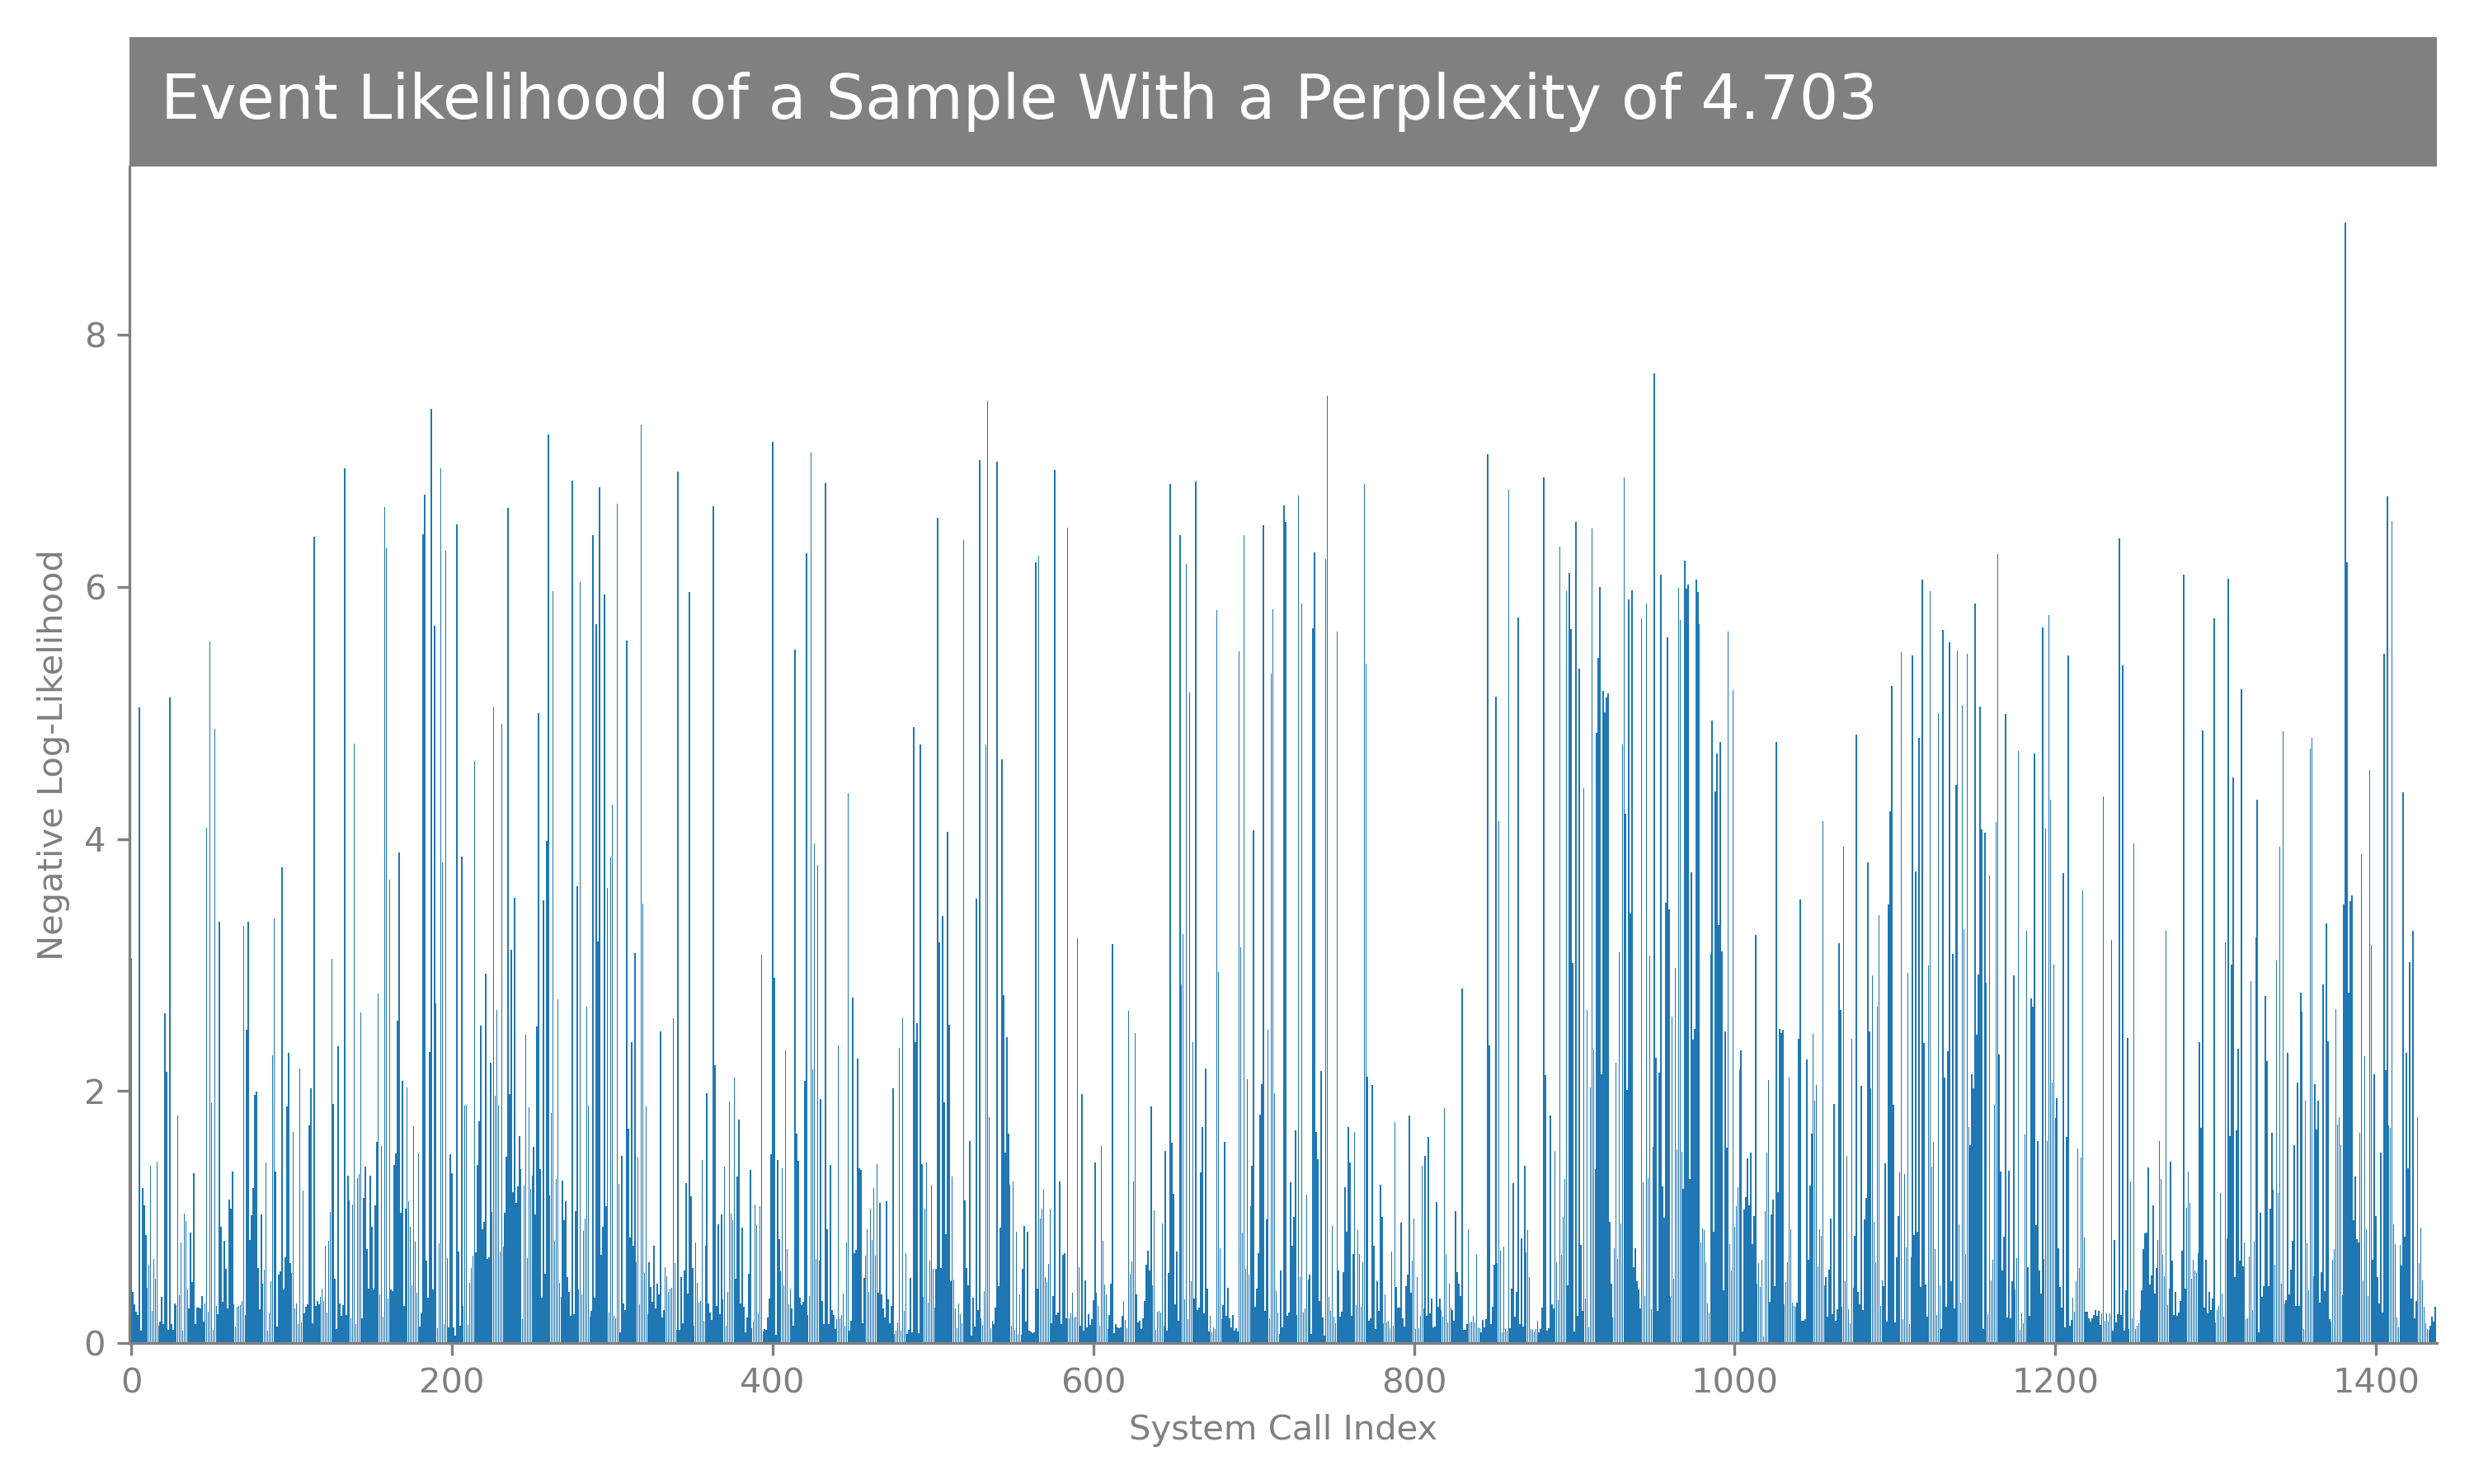 Event Likelihood of a Sample With a Perplexity of 4.703
8
6
4
2
0
Negative Log-Likelihood
0 200 400 600 800 1000 1200 1400
System Call Index